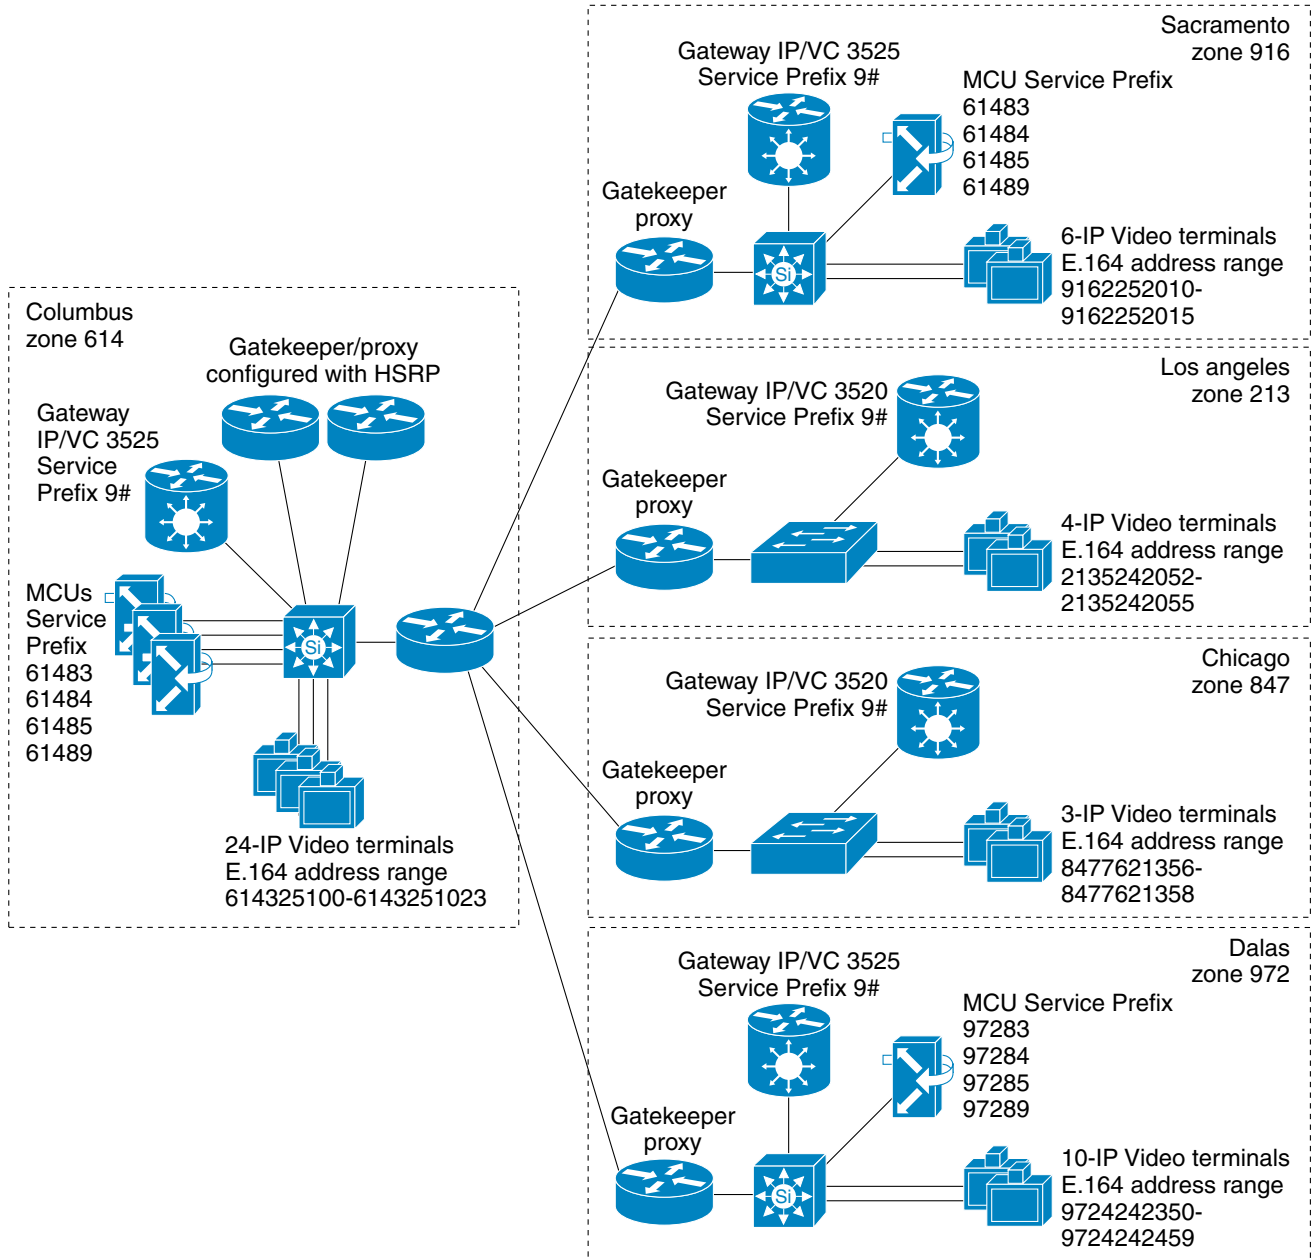 Columbus
zone 614
Gatekeeper/proxy
configured with HSRP
Gateway
IP/VC 3525
Service
Prefix 9#
MCUs
Service
Prefix
61483
61484
61485
61489
Si
24-IP Video terminals
E.164 address range
614325100-6143251023
Sacramento
zone 916
Gateway IP/VC 3525
Service Prefix 9#
MCU Service Prefix
61483
61484
61485
61489
Gatekeeper
proxy
Si
6-IP Video terminals
E.164 address range
9162252010-
9162252015
Los angeles
zone 213
Gateway IP/VC 3520
Service Prefix 9#
Gatekeeper
proxy
4-IP Video terminals
E.164 address range
2135242052-
2135242055
Chicago
zone 847
Gateway IP/VC 3520
Service Prefix 9#
Gatekeeper
proxy
3-IP Video terminals
E.164 address range
8477621356-
8477621358
Dalas
zone 972
Gateway IP/VC 3525
Service Prefix 9#
MCU Service Prefix
97283
97284
97285
97289
Gatekeeper
proxy
Si
10-IP Video terminals
E.164 address range
9724242350-
9724242459